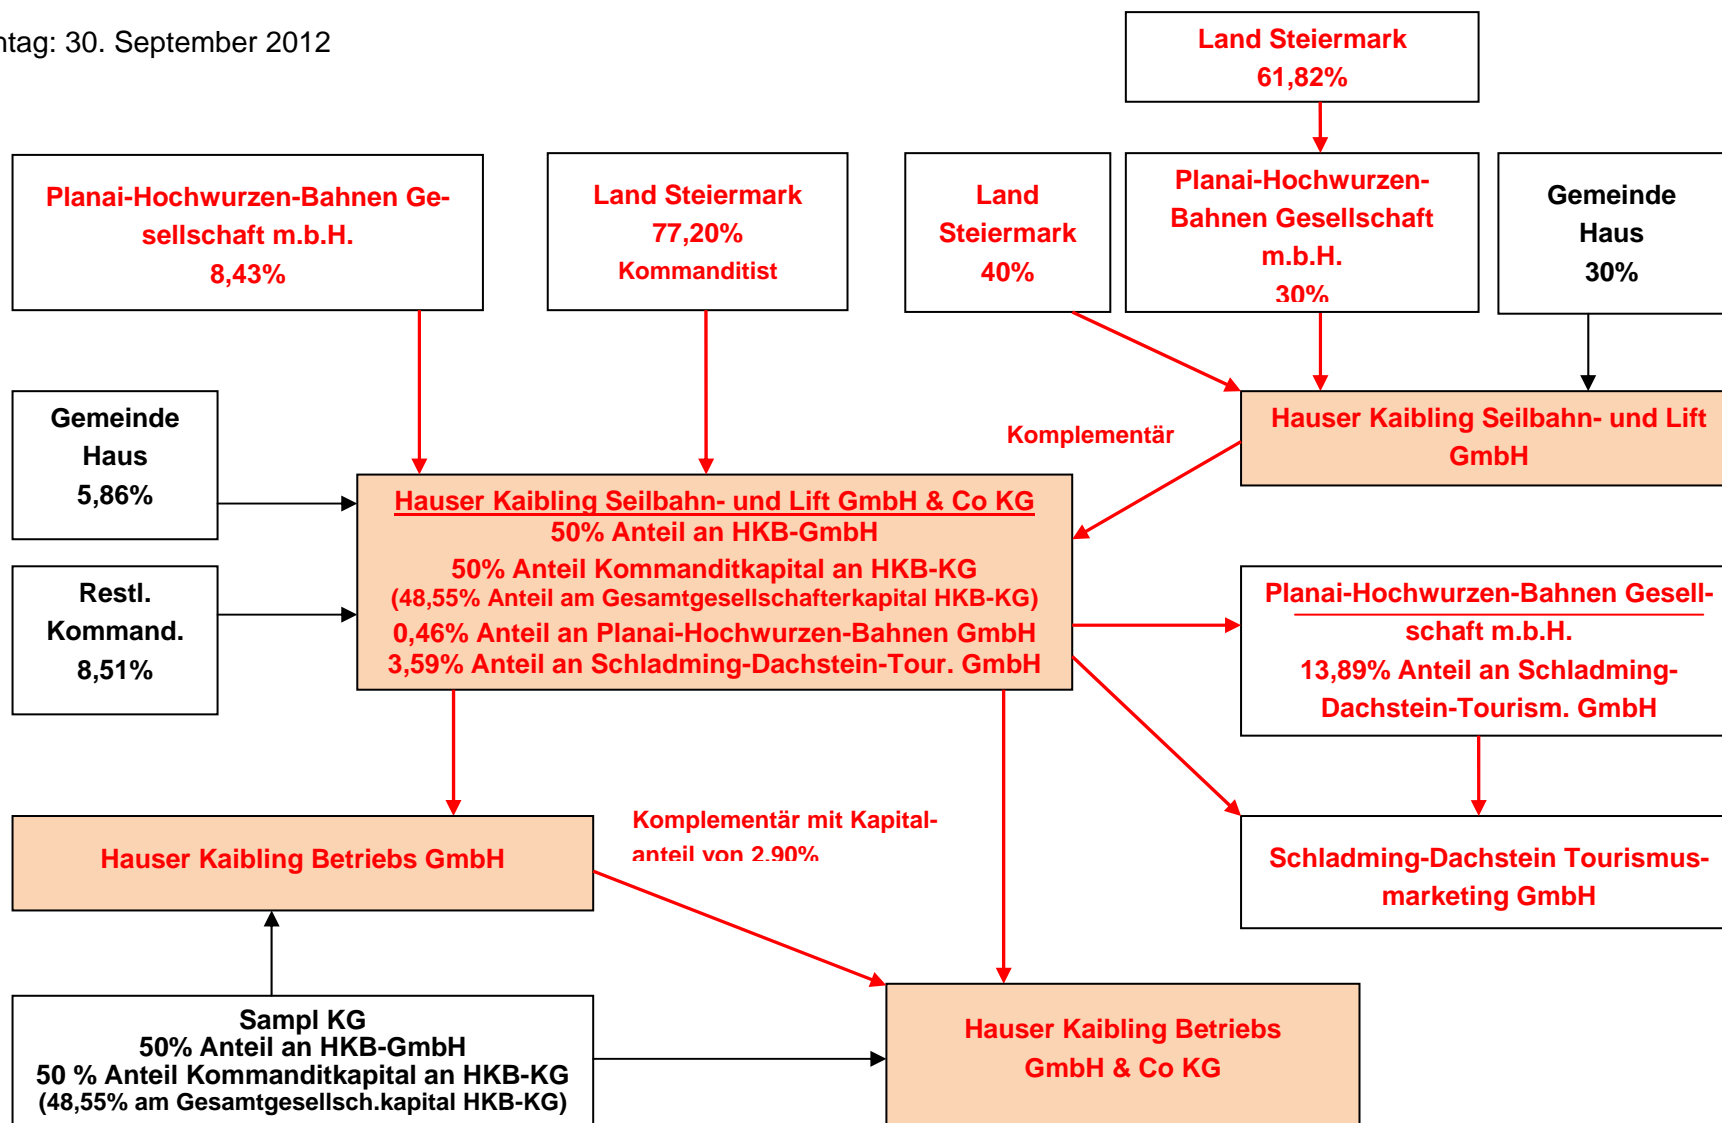 ntag: 30. September 2012
Land Steiermark
61,82%
Planai-Hochwurzen-Bahnen Ge-
sellschaft m.b.H.
8,43%
Land Steiermark
77,20%
Kommanditist
Land
Steiermark
40%
Planai-Hochwurzen-
Bahnen Gesellschaft
m.b.H.
30%
Gemeinde
Haus
30%
Gemeinde
Haus
5,86%
Komplementär
Hauser Kaibling Seilbahn- und Lift
GmbH
Hauser Kaibling Seilbahn- und Lift GmbH & Co KG
50% Anteil an HKB-GmbH
50% Anteil Kommanditkapital an HKB-KG
(48,55% Anteil am Gesamtgesellschafterkapital HKB-KG)
0,46% Anteil an Planai-Hochwurzen-Bahnen GmbH
3,59% Anteil an Schladming-Dachstein-Tour. GmbH
Restl.
Kommand.
8,51%
Planai-Hochwurzen-Bahnen Gesell-
schaft m.b.H.
13,89% Anteil an Schladming-
Dachstein-Tourism. GmbH
Hauser Kaibling Betriebs GmbH
Komplementär mit Kapital-
anteil von 2.90%
Schladming-Dachstein Tourismus-
marketing GmbH
Sampl KG
50% Anteil an HKB-GmbH
50 % Anteil Kommanditkapital an HKB-KG
(48,55% am Gesamtgesellsch.kapital HKB-KG)
Hauser Kaibling Betriebs
GmbH & Co KG